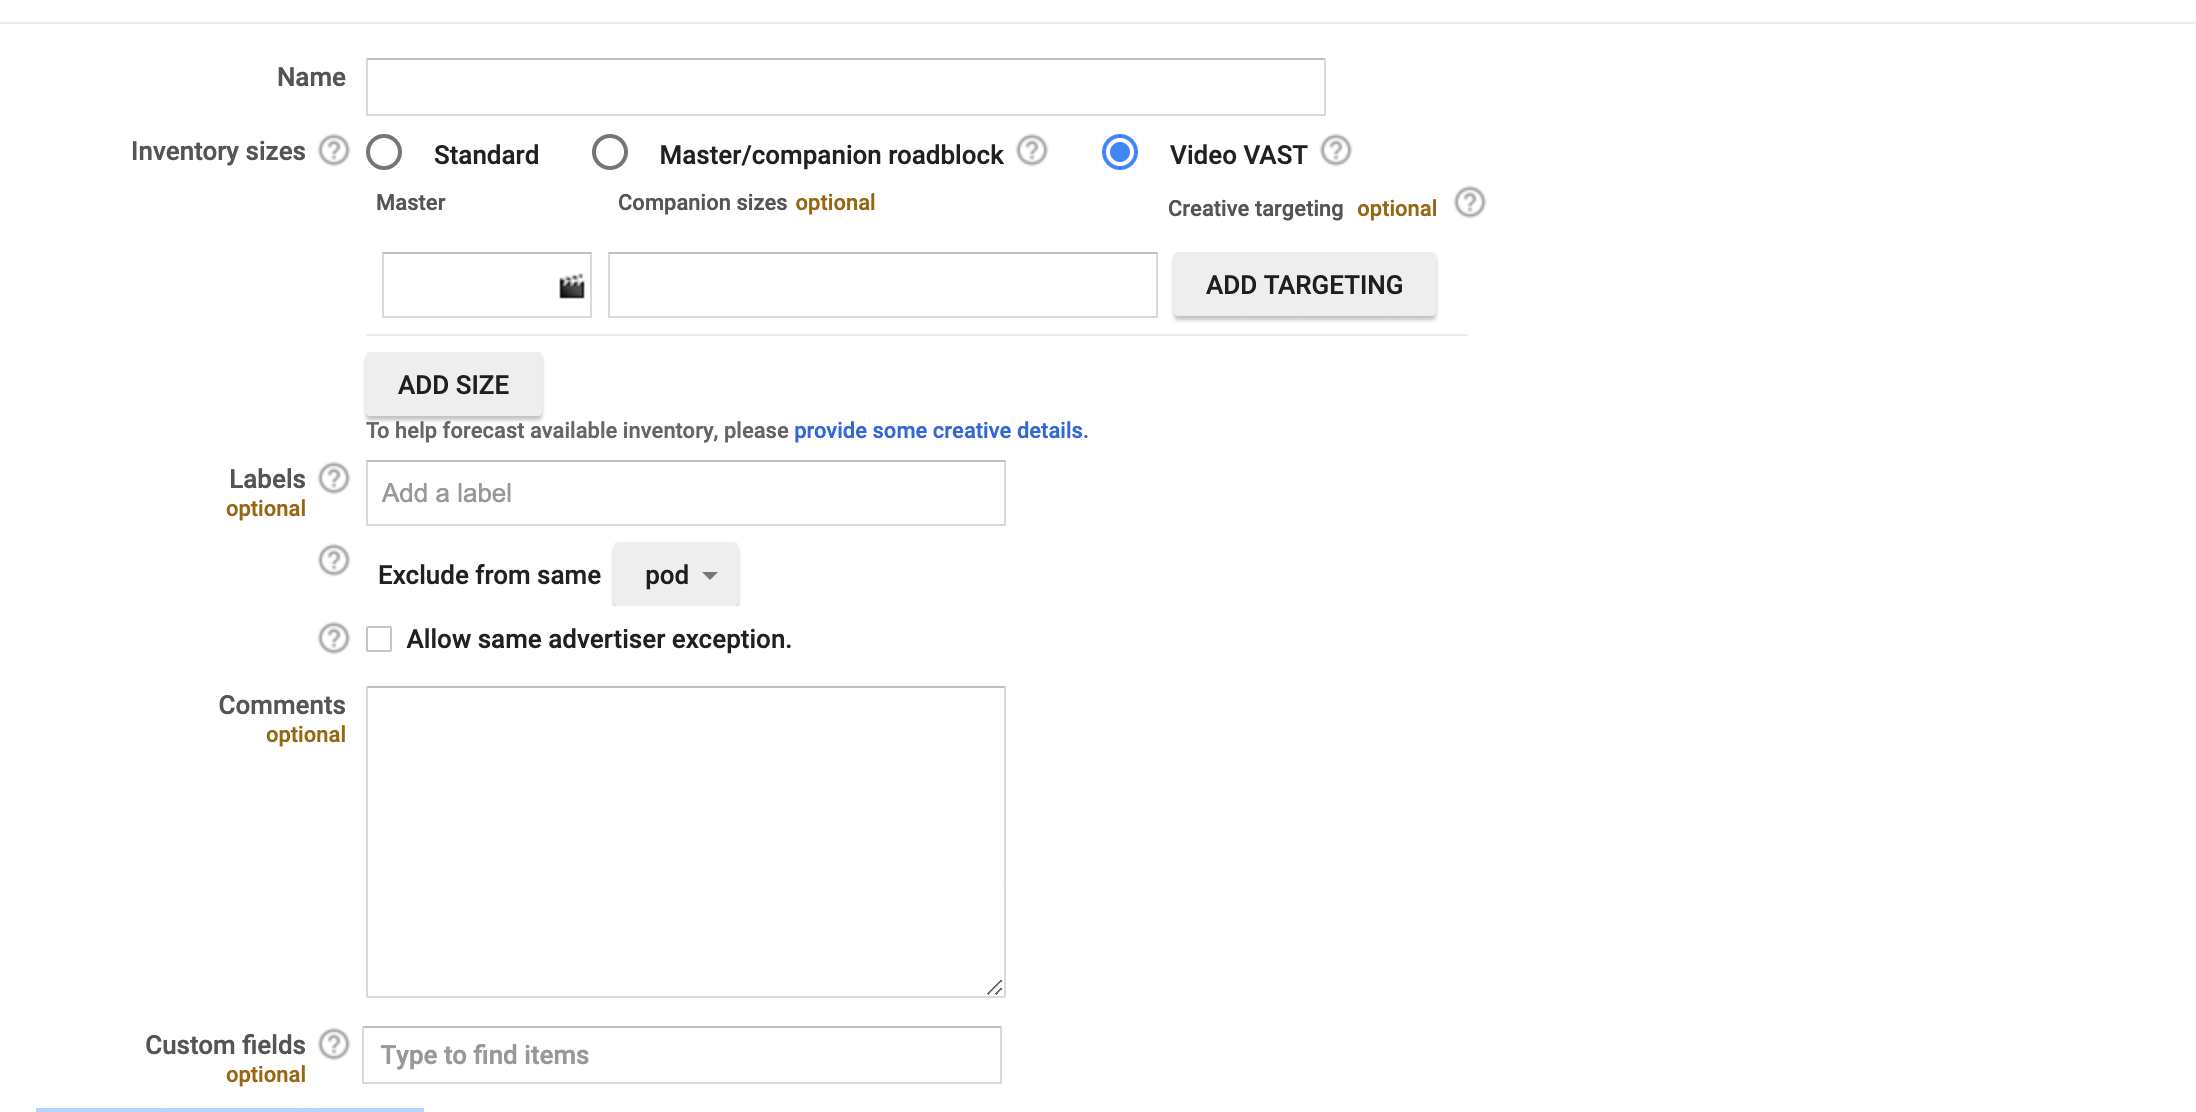 Name
Inventory sizes ? Standard Master/companion roadblock ? Video VAST ?
Master Companion sizes optional Creative targeting optional ?
ADD TARGETING
ADD SIZE
To help forecast available inventory, please provide some creative details.
Labels ? Add a label
optional
? Exclude from same pod
? Allow same advertiser exception.
Comments
optional
Custom fields ? Type to find items
optional